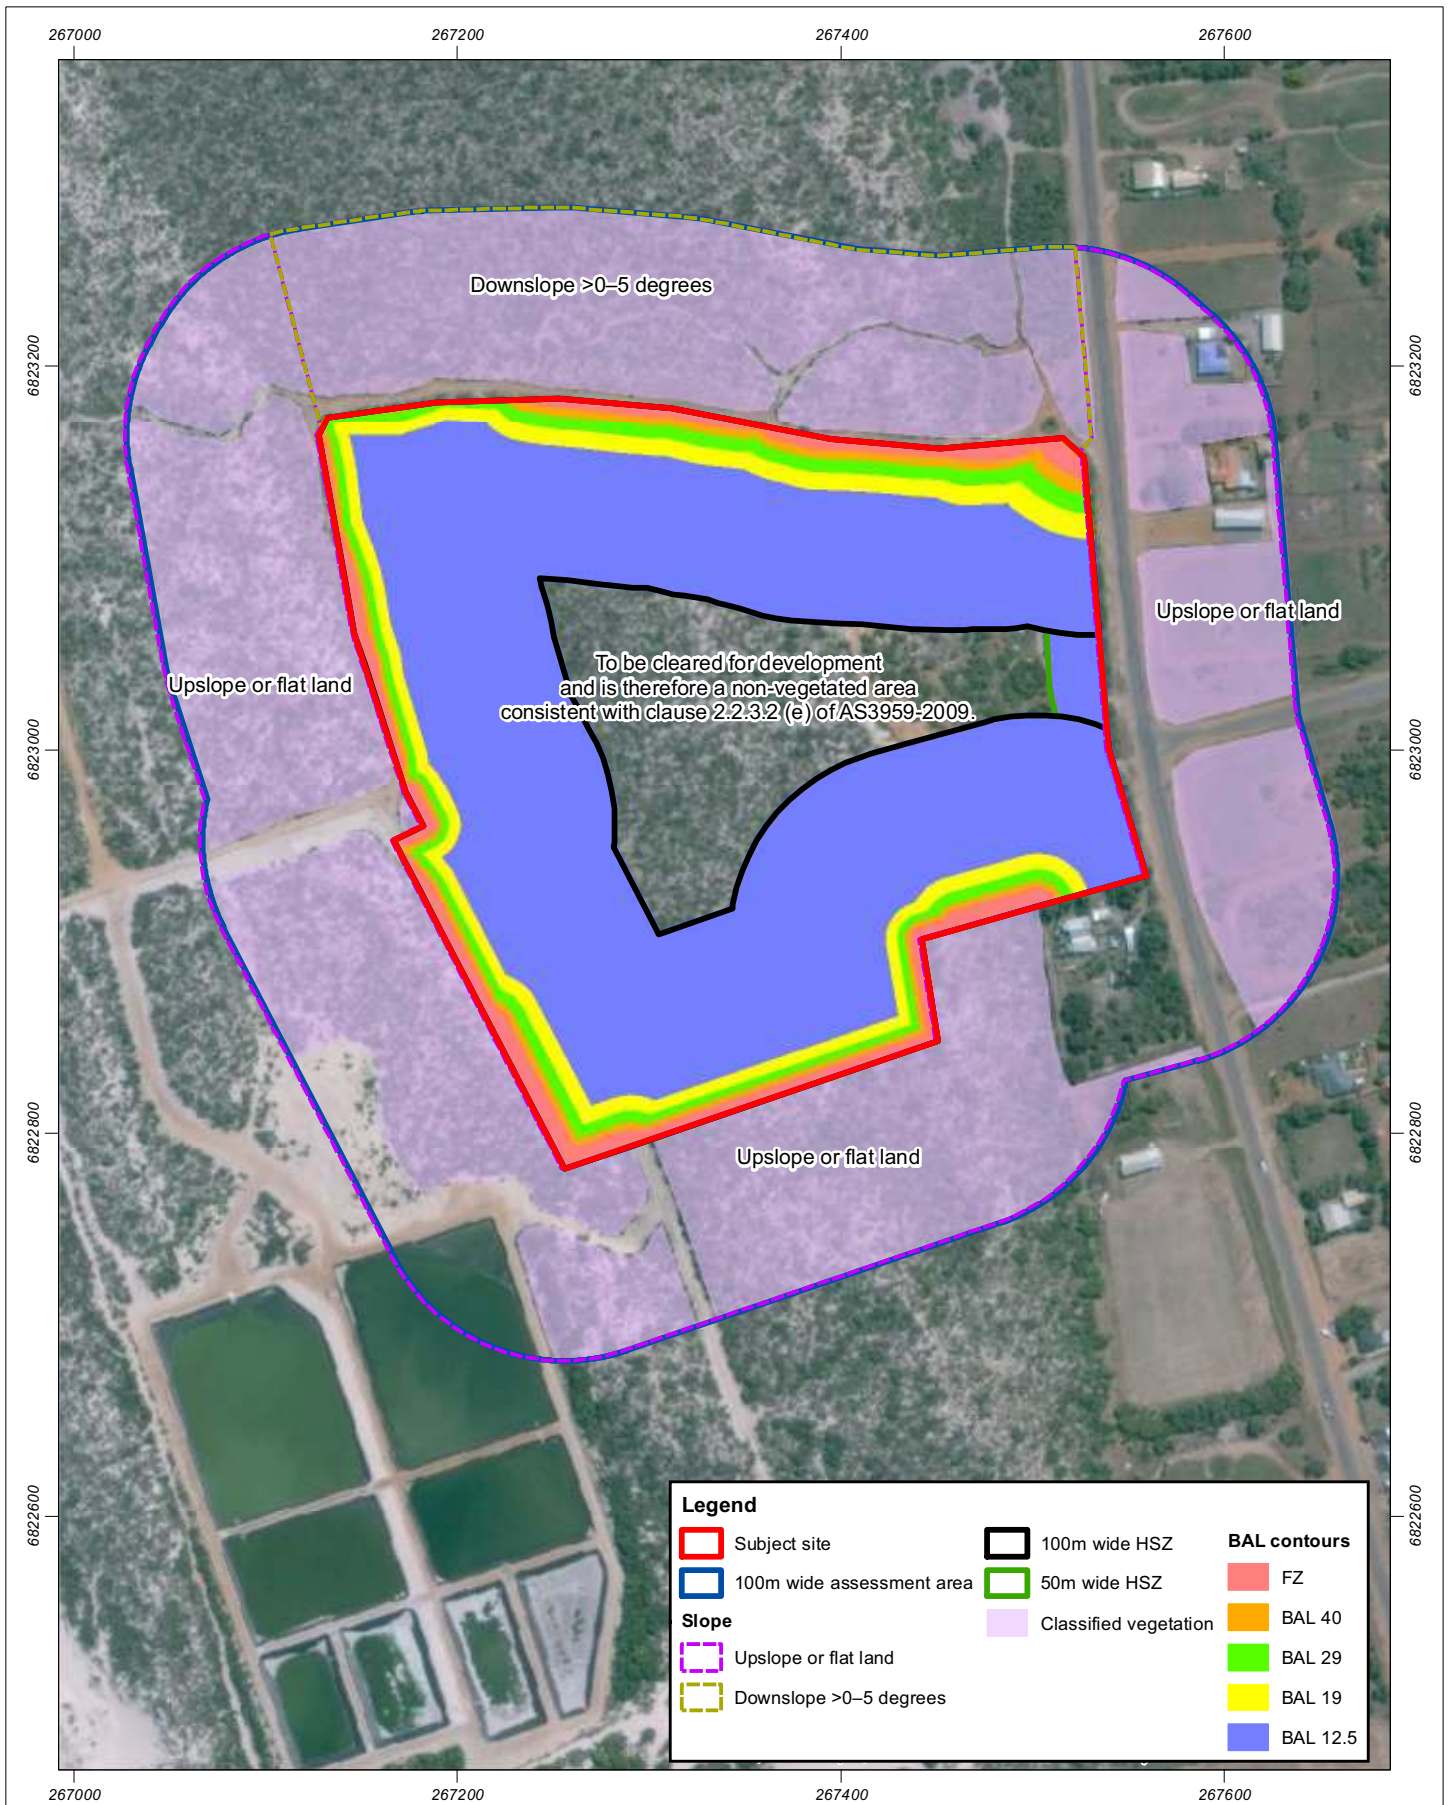 267000 267200 267400 267600
Downslope >0–5 degrees
6823200 6823200
Upslope or flat land
To be cleared for development
and is therefore a non-vegetated area
consistent with clause 2.2.3.2 (e) of AS3959-2009.
Upslope or flat land
6823000 6823000
6822800 6822800
Upslope or flat land
6822600 6822600
Legend
Subject site
100m wide assessment area
Slope
Upslope or flat land
Downslope >0–5 degrees
100m wide HSZ
50m wide HSZ
Classified vegetation
BAL contours
FZ
BAL 40
BAL 29
BAL 19
BAL 12.5
267000 267200 267400 267600